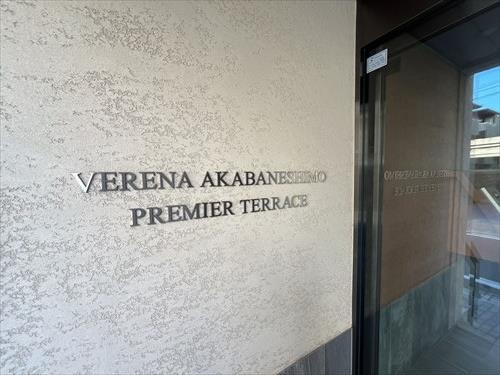 VERENA AKABANESHIMO
PREMIER TERRACE